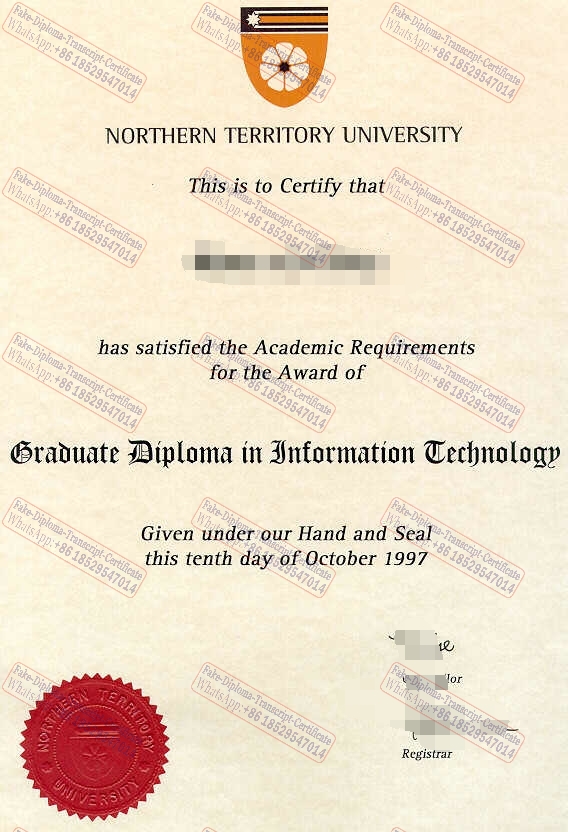 NORTHERN TERRITORY UNIVERSITY
This is to Certify that
has satisfied the Academic Requirements
for the Award of
Graduate Diploma in Information Technology
Given under our Hand and Seal
this tenth day of October 1997
Registrar
NORTHERN TERRITORY
UNIVERSITY
Fake-Diploma-Transcript-Certificate
WhatsApp:+86 18529547014